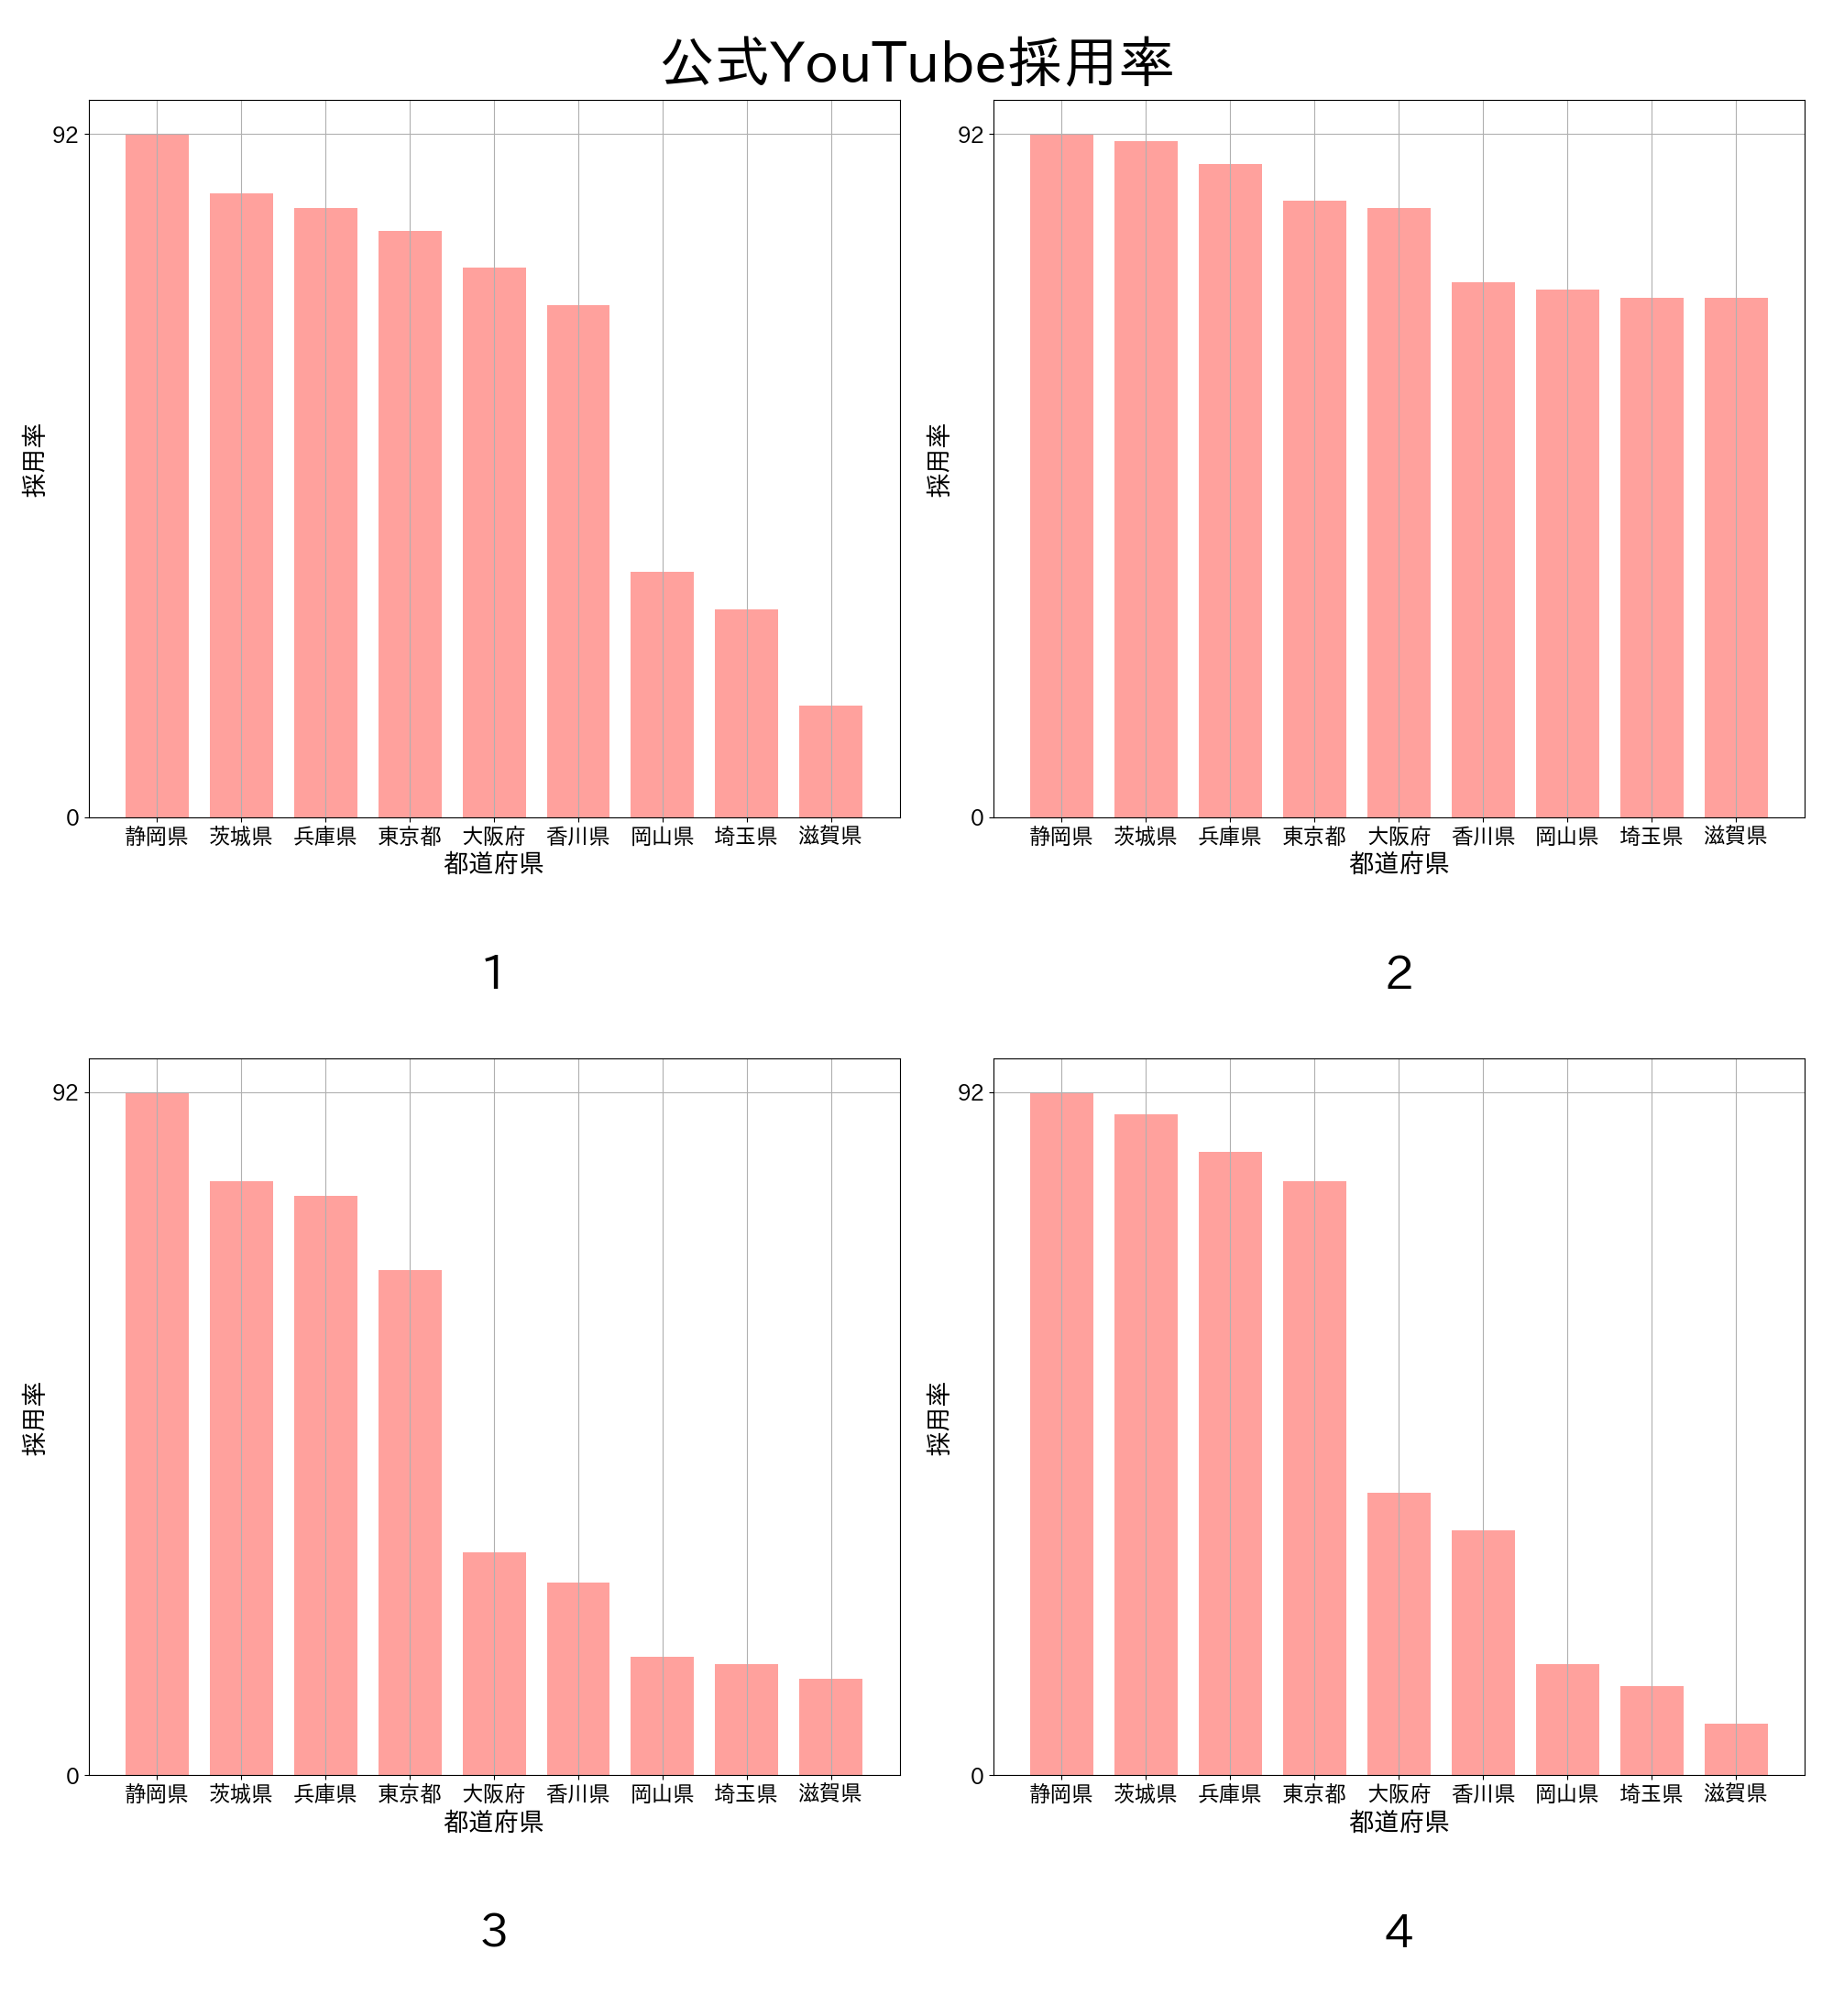 公式YouTube採用率
92
0
採用率
静岡県 茨城県 兵庫県 東京都 大阪府 香川県 岡山県 埼玉県 滋賀県
都道府県
1
92
0
採用率
静岡県 茨城県 兵庫県 東京都 大阪府 香川県 岡山県 埼玉県 滋賀県
都道府県
2
92
0
採用率
静岡県 茨城県 兵庫県 東京都 大阪府 香川県 岡山県 埼玉県 滋賀県
都道府県
3
92
0
採用率
静岡県 茨城県 兵庫県 東京都 大阪府 香川県 岡山県 埼玉県 滋賀県
都道府県
4